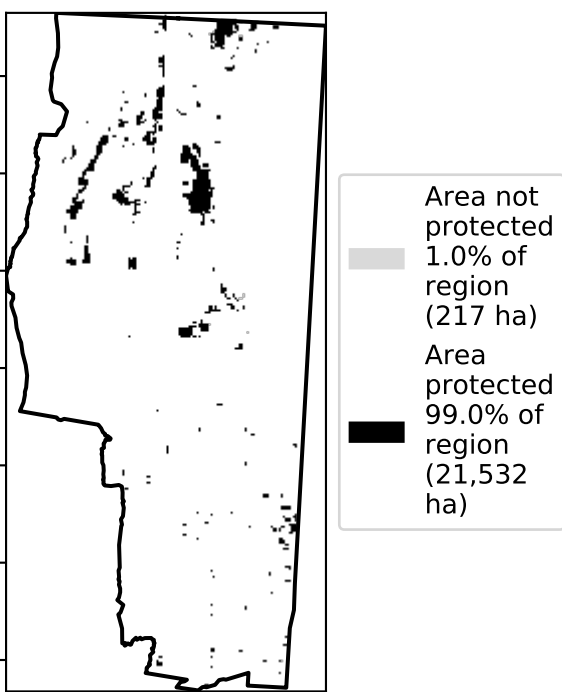 Area not
protected
1.0% of
region
(217 ha)
Area
protected
99.0% of
region
(21,532
ha)